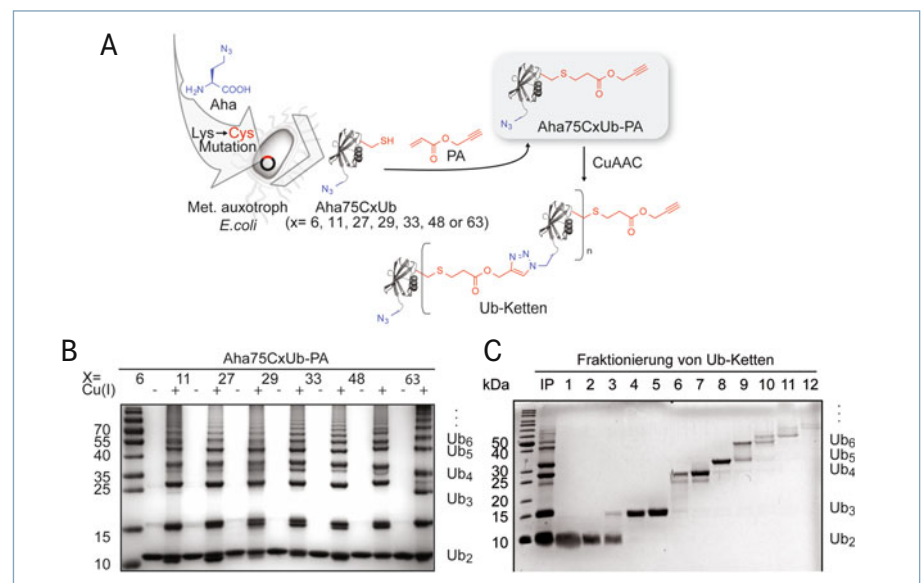 A
N₃
H₂N
COOH
Aha
Lys→Cys
Mutation
Met. auxotroph
E.coli
SH
N₃
Aha75CxUb
(x= 6, 11, 27, 29, 33, 48 or 63)
O
O
PA
S
O
O
N₃
Aha75CxUb-PA
CuAAC
S
O
O
n
S
O
O
N=N
N
N₃
Ub-Ketten
B
Aha75CxUb-PA
X= 6 11 27 29 33 48 63
Cu(I) - + - + - + - + - + - + - +
70
55
40
35
25
15
10
Ub₆
Ub₅
Ub₄
Ub₃
Ub₂
C
Fraktionierung von Ub-Ketten
kDa IP 1 2 3 4 5 6 7 8 9 10 11 12
50
40
30
25
20
15
10
Ub₆
Ub₅
Ub₄
Ub₃
Ub₂